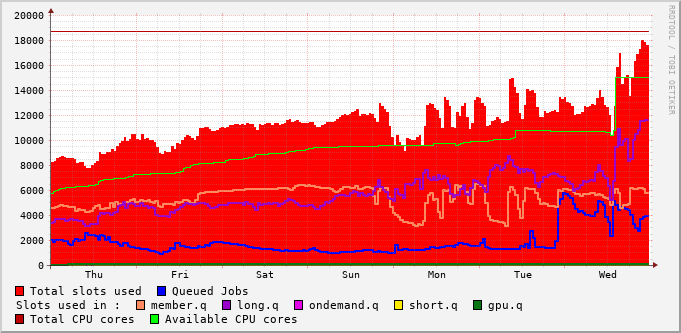 RRDTOOL / TOBI OETIKER
20000
18000
16000
14000
12000
10000
8000
6000
4000
2000
0
Thu Fri Sat Sun Mon Tue Wed
Total slots used Queued Jobs
Slots used in : member.q long.q ondemand.q short.q gpu.q
Total CPU cores Available CPU cores